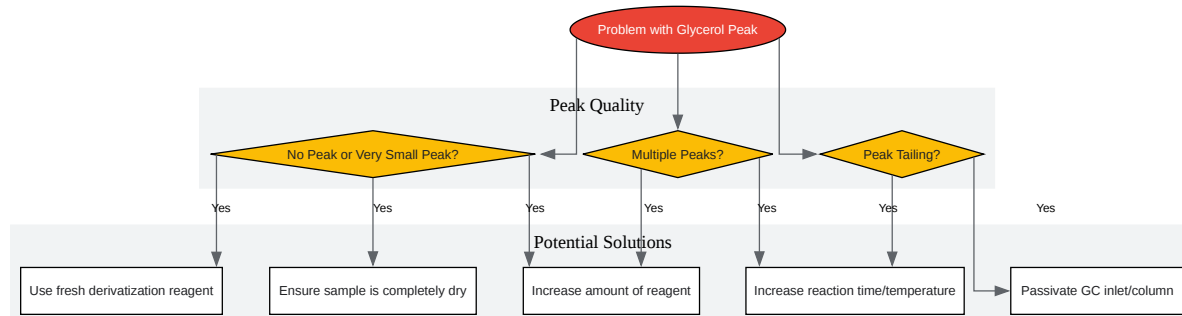 Problem with Glycerol Peak
Peak Quality
No Peak or Very Small Peak?
Multiple Peaks?
Peak Tailing?
Yes
Yes
Yes
Yes
Yes
Yes
Yes
Potential Solutions
Use fresh derivatization reagent
Ensure sample is completely dry
Increase amount of reagent
Increase reaction time/temperature
Passivate GC inlet/column